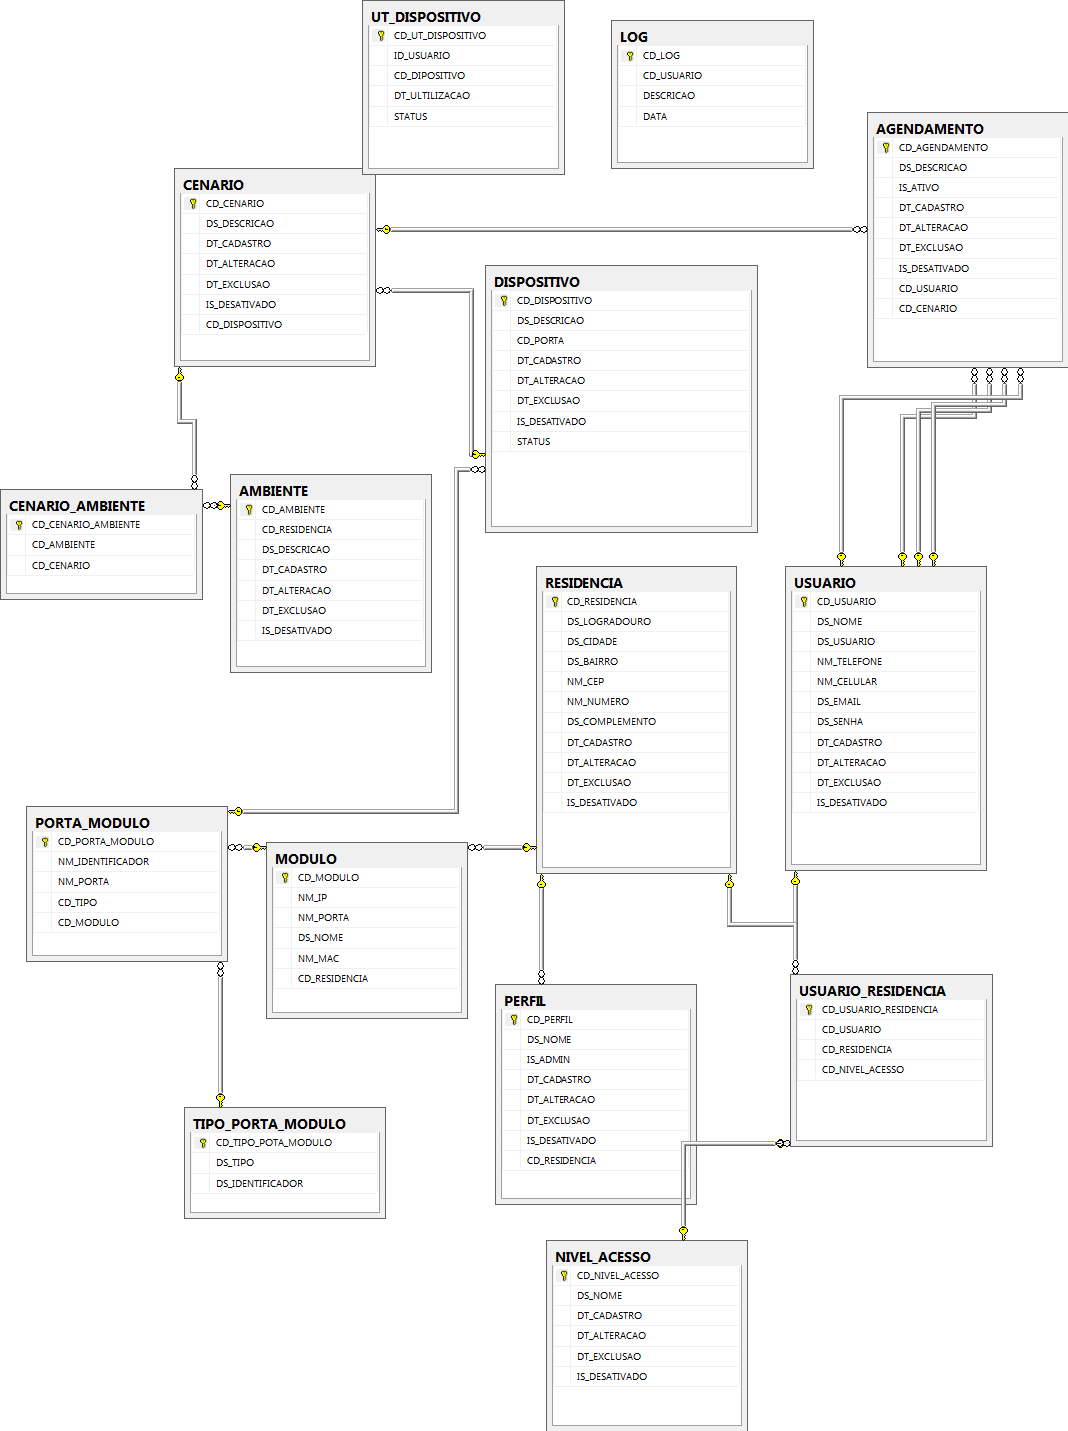 UT_DISPOSITIVO
CD_UT_DISPOSITIVO
ID_USUARIO
CD_DIPOSITIVO
DT_ULTILIZACAO
STATUS
LOG
CD_LOG
CD_USUARIO
DESCRICAO
DATA
AGENDAMENTO
CD_AGENDAMENTO
DS_DESCRICAO
IS_ATIVO
DT_CADASTRO
DT_ALTERACAO
DT_EXCLUSAO
IS_DESATIVADO
CD_USUARIO
CD_CENARIO
CENARIO
CD_CENARIO
DS_DESCRICAO
DT_CADASTRO
DT_ALTERACAO
DT_EXCLUSAO
IS_DESATIVADO
CD_DISPOSITIVO
DISPOSITIVO
CD_DISPOSITIVO
DS_DESCRICAO
CD_PORTA
DT_CADASTRO
DT_ALTERACAO
DT_EXCLUSAO
IS_DESATIVADO
STATUS
CENARIO_AMBIENTE
CD_CENARIO_AMBIENTE
CD_AMBIENTE
CD_CENARIO
AMBIENTE
CD_AMBIENTE
CD_RESIDENCIA
DS_DESCRICAO
DT_CADASTRO
DT_ALTERACAO
DT_EXCLUSAO
IS_DESATIVADO
RESIDENCIA
CD_RESIDENCIA
DS_LOGRADOURO
DS_CIDADE
DS_BAIRRO
NM_CEP
NM_NUMERO
DS_COMPLEMENTO
DT_CADASTRO
DT_ALTERACAO
DT_EXCLUSAO
IS_DESATIVADO
USUARIO
CD_USUARIO
DS_NOME
DS_USUARIO
NM_TELEFONE
NM_CELULAR
DS_EMAIL
DS_SENHA
DT_CADASTRO
DT_ALTERACAO
DT_EXCLUSAO
IS_DESATIVADO
PORTA_MODULO
CD_PORTA_MODULO
NM_IDENTIFICADOR
NM_PORTA
CD_TIPO
CD_MODULO
MODULO
CD_MODULO
NM_IP
NM_PORTA
DS_NOME
NM_MAC
CD_RESIDENCIA
PERFIL
CD_PERFIL
DS_NOME
IS_ADMIN
DT_CADASTRO
DT_ALTERACAO
DT_EXCLUSAO
IS_DESATIVADO
CD_RESIDENCIA
USUARIO_RESIDENCIA
CD_USUARIO_RESIDENCIA
CD_USUARIO
CD_RESIDENCIA
CD_NIVEL_ACESSO
TIPO_PORTA_MODULO
CD_TIPO_POTA_MODULO
DS_TIPO
DS_IDENTIFICADOR
NIVEL_ACESSO
CD_NIVEL_ACESSO
DS_NOME
DT_CADASTRO
DT_ALTERACAO
DT_EXCLUSAO
IS_DESATIVADO